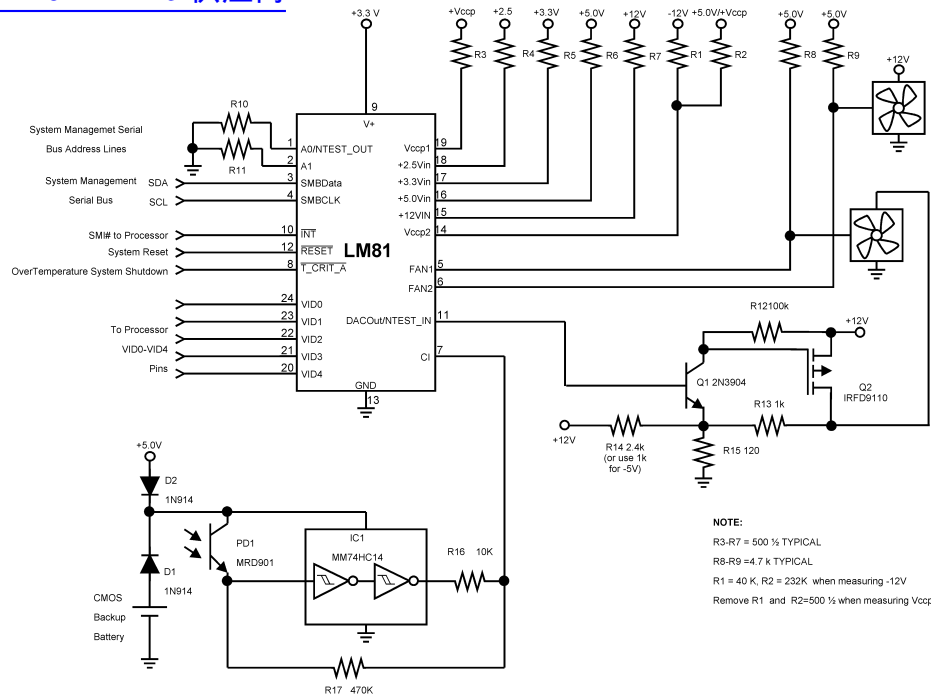 +3.3 V
+Vccp
+2.5
+3.3V
+5.0V
+12V
-12V
+5.0V/+Vccp
+5.0V
+5.0V
R3
R4
R5
R6
R7
R1
R2
R8
R9
+12V
R10
R11
System Managemet Serial
Bus Address Lines
System Management
Serial Bus
SDA
SCL
SMI# to Processor
System Reset
OverTemperature System Shutdown
To Processor
VID0-VID4
Pins
9
V+
1
A0/NTEST_OUT
2
A1
3
SMBData
4
SMBCLK
10
INT
12
RESET
8
T_CRIT_A
24
VID0
23
VID1
22
VID2
21
VID3
20
VID4
LM81
Vccp1
19
+2.5Vin
18
+3.3Vin
17
+5.0Vin
16
+12VIN
15
Vccp2
14
FAN1
5
FAN2
6
DACOut/NTEST_IN
11
CI
7
GND
13
R12100k
+12V
Q1 2N3904
Q2
IRFD9110
R13 1k
+12V
R14 2.4k
(or use 1k
for -5V)
R15 120
+5.0V
D2
1N914
D1
1N914
CMOS
Backup
Battery
PD1
MRD901
IC1
MM74HC14
R16 10K
R17 470K
NOTE:
R3-R7 = 500 ½ TYPICAL
R8-R9 =4.7 k TYPICAL
R1 = 40 K, R2 = 232K when measuring -12V
Remove R1 and R2=500 ½ when measuring Vccp